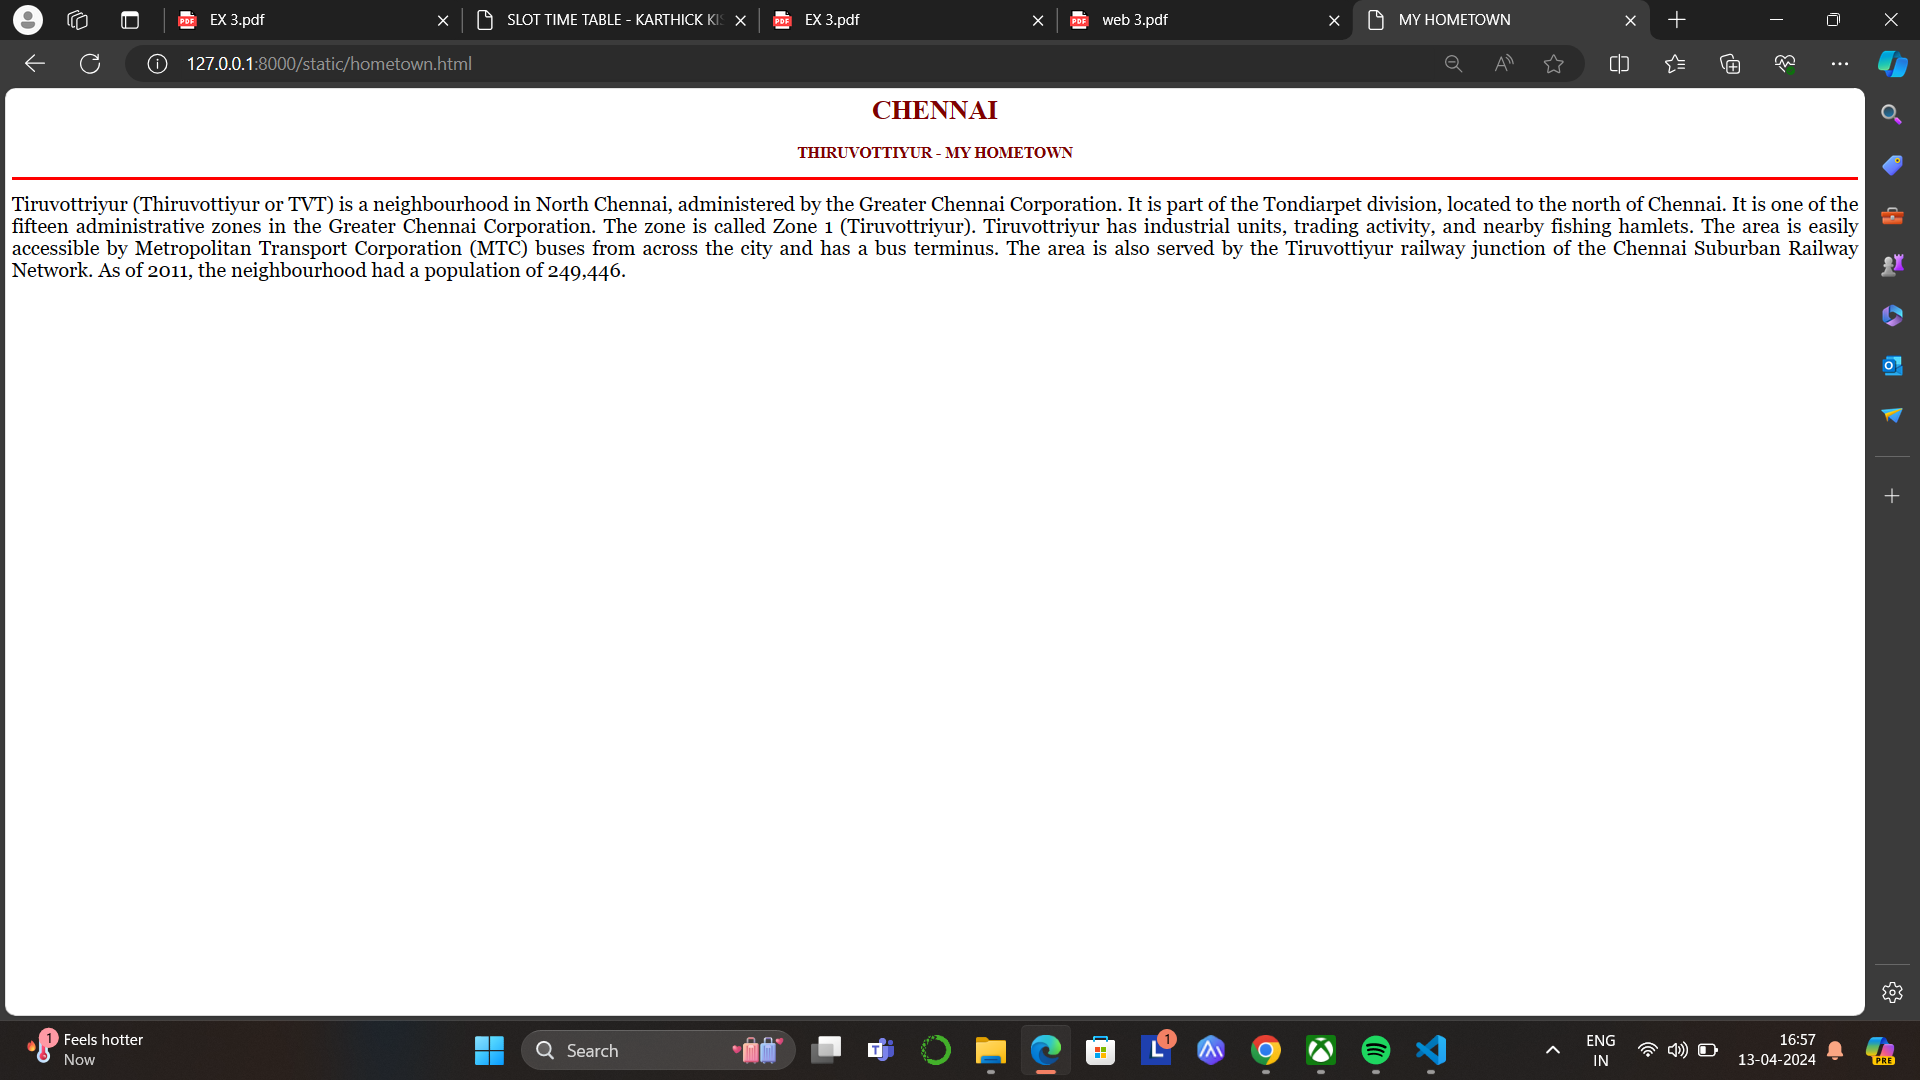 EX 3.pdf
SLOT TIME TABLE - KARTHICK KIS
EX 3.pdf
web 3.pdf
MY HOMETOWN
127.0.0.1:8000/static/hometown.html
CHENNAI
THIRUVOTTIYUR - MY HOMETOWN
Tiruvottriyur (Thiruvottiyur or TVT) is a neighbourhood in North Chennai, administered by the Greater Chennai Corporation. It is part of the Tondiarpet division, located to the north of Chennai. It is one of the
fifteen administrative zones in the Greater Chennai Corporation. The zone is called Zone 1 (Tiruvottriyur). Tiruvottriyur has industrial units, trading activity, and nearby fishing hamlets. The area is easily
accessible by Metropolitan Transport Corporation (MTC) buses from across the city and has a bus terminus. The area is also served by the Tiruvottiyur railway junction of the Chennai Suburban Railway
Network. As of 2011, the neighbourhood had a population of 249,446.
1
Feels hotter
Now
Search
1
ENG
IN
16:57
13-04-2024
PRE